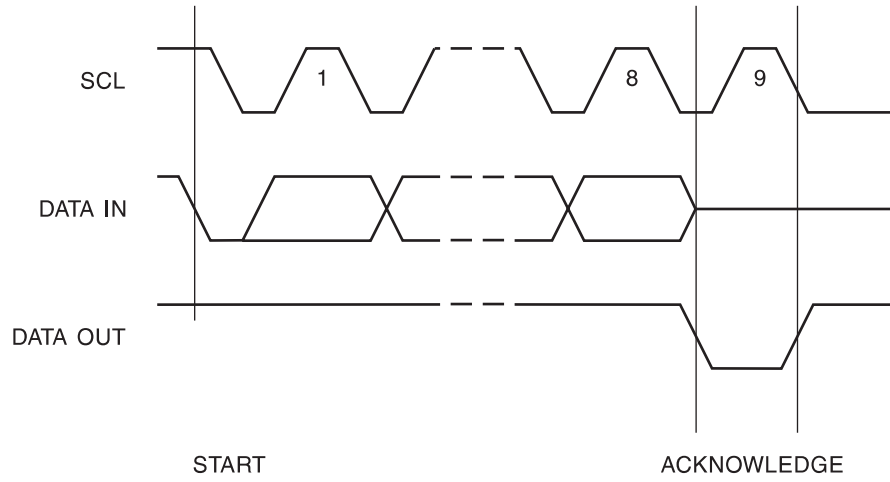 SCL
1
8
9
DATA IN
DATA OUT
START
ACKNOWLEDGE